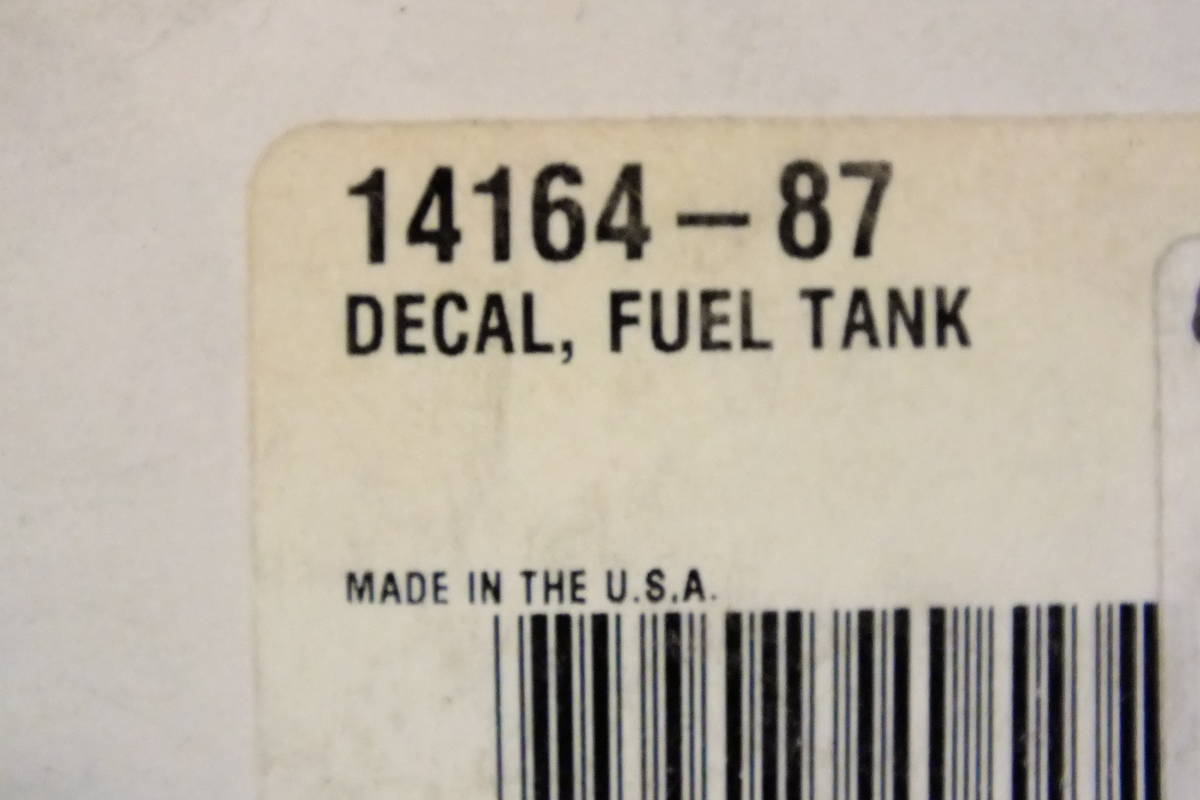 14164-87
DECAL, FUEL TANK
MADE IN THE U.S.A.